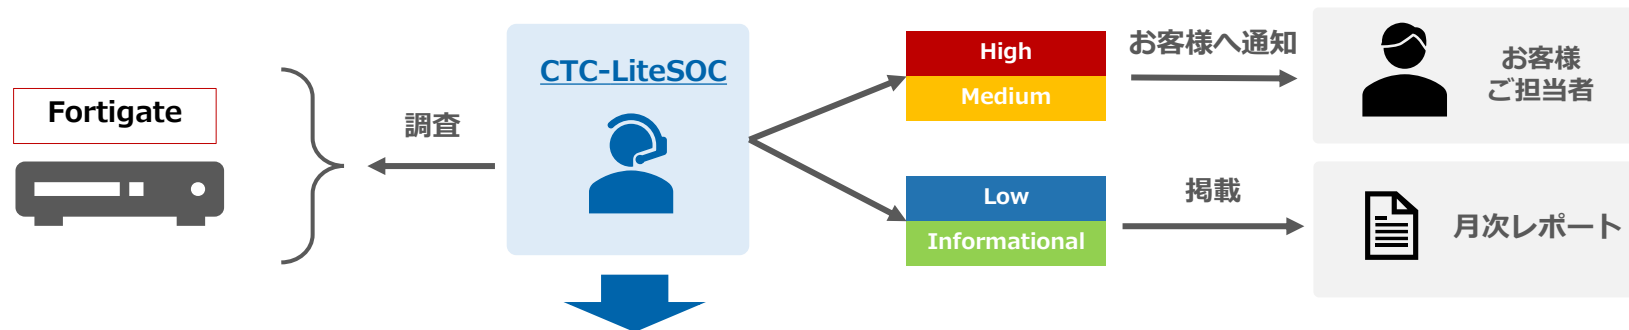 Fortigate
調査
CTC-LiteSOC
High
Medium
お客様へ通知
お客様
ご担当者
Low
Informational
掲載
月次レポート